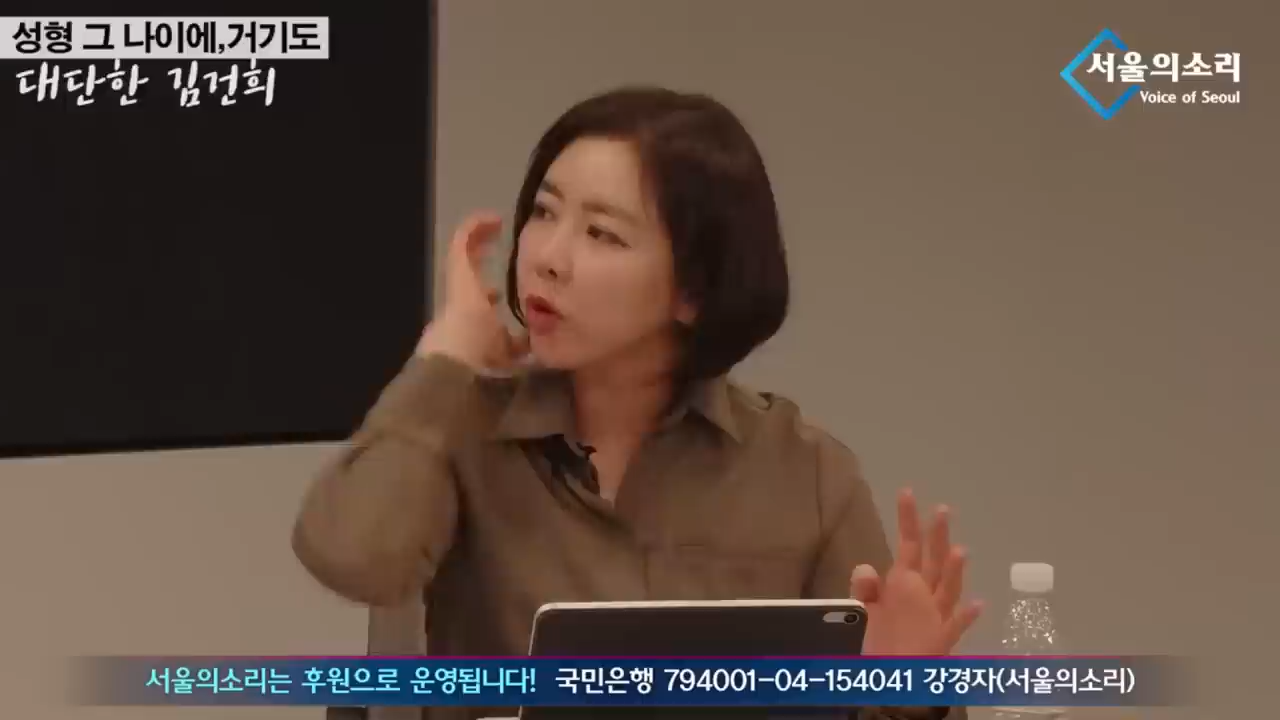 성형 그 나이에,거기도
대단한 김건희
서울의소리
Voice of Seoul
서울의소리는 후원으로 운영됩니다! 국민은행 794001-04-154041 강경자(서울의소리)